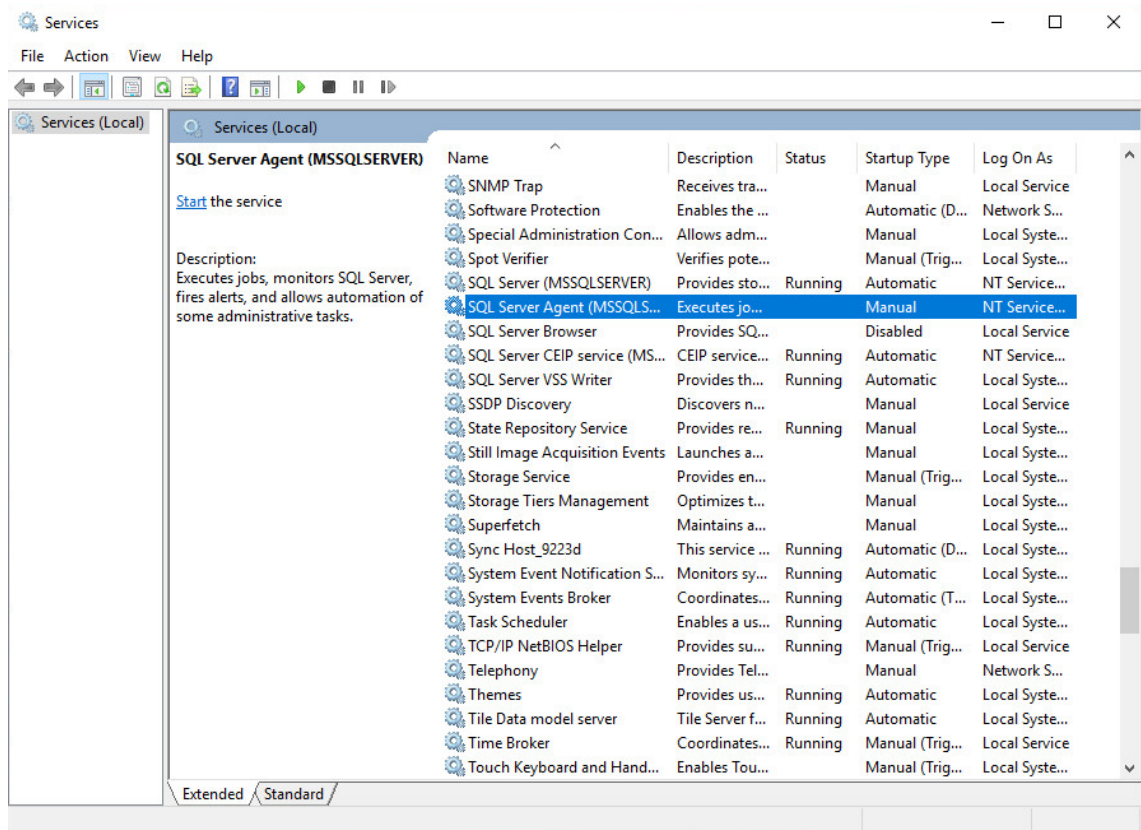 Services
File Action View Help
Services (Local)
Services (Local)
SQL Server Agent (MSSQLSERVER)
Start the service
Description:
Executes jobs, monitors SQL Server,
fires alerts, and allows automation of
some administrative tasks.
Name Description Status Startup Type Log On As
SNMP Trap Receives tra... Manual Local Service
Software Protection Enables the ... Automatic (D... Network S...
Special Administration Con... Allows adm... Manual Local Syste...
Spot Verifier Verifies pote... Manual (Trig... Local Syste...
SQL Server (MSSQLSERVER) Provides sto... Running Automatic NT Service...
SQL Server Agent (MSSQLS... Executes jo... Manual NT Service...
SQL Server Browser Provides SQ... Disabled Local Service
SQL Server CEIP service (MS... CEIP service... Running Automatic NT Service...
SQL Server VSS Writer Provides th... Running Automatic Local Syste...
SSDP Discovery Discovers n... Manual Local Service
State Repository Service Provides re... Running Manual Local Syste...
Still Image Acquisition Events Launches a... Manual Local Syste...
Storage Service Provides en... Manual (Trig... Local Syste...
Storage Tiers Management Optimizes t... Manual Local Syste...
Superfetch Maintains a... Manual Local Syste...
Sync Host_9223d This service ... Running Automatic (D... Local Syste...
System Event Notification S... Monitors sy... Running Automatic Local Syste...
System Events Broker Coordinates... Running Automatic (T... Local Syste...
Task Scheduler Enables a us... Running Automatic Local Syste...
TCP/IP NetBIOS Helper Provides su... Running Manual (Trig... Local Service
Telephony Provides Tel... Manual Network S...
Themes Provides us... Running Automatic Local Syste...
Tile Data model server Tile Server f... Running Automatic Local Syste...
Time Broker Coordinates... Running Manual (Trig... Local Service
Touch Keyboard and Hand... Enables Tou... Manual (Trig... Local Syste...
Extended Standard